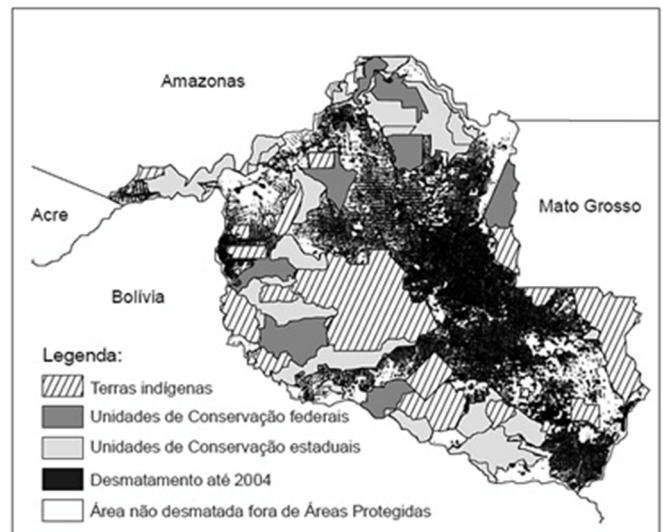 Amazonas
Acre
Mato Grosso
Bolívia
Legenda:
Terras indígenas
Unidades de Conservação federais
Unidades de Conservação estaduais
Desmatamento até 2004
Área não desmatada fora de Áreas Protegidas